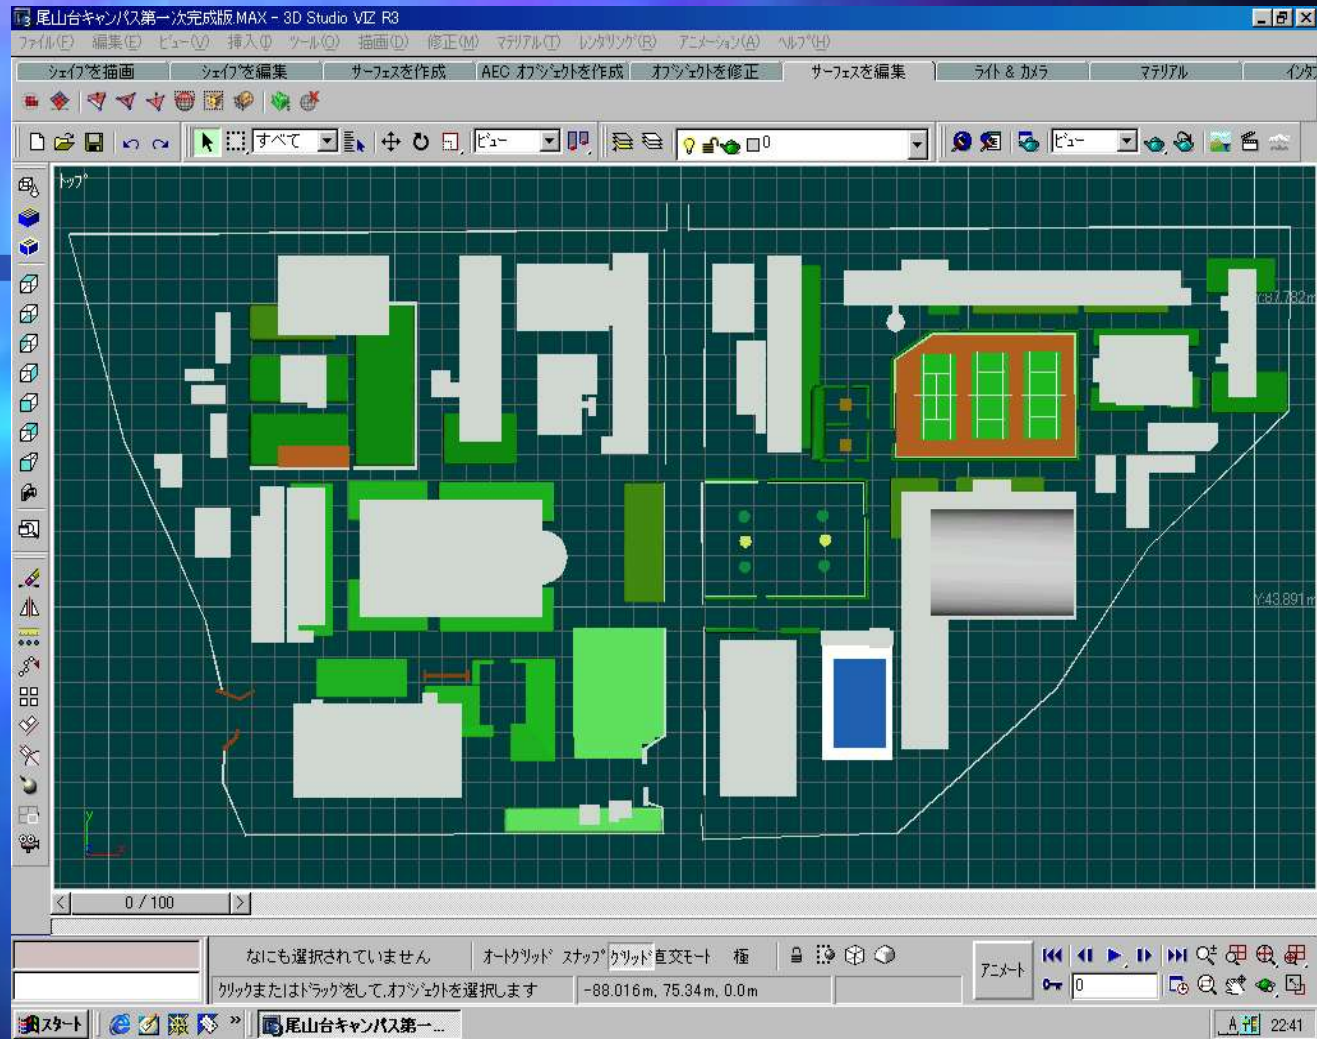 尾山台キャンパス第一次完成版.MAX - 3D Studio VIZ R3
ファイル(F) 編集(E) ビュー(V) 挿入(I) ツール(O) 描画(D) 修正(M) マテリアル(T) レンダリング(R) アニメーション(A) ヘルプ(H)
シェイプを描画 シェイプを編集 サーフェスを作成 AEC オブジェクトを作成 オブジェクトを修正 サーフェスを編集 ライト & カメラ マテリアル インタ
すべて ビュー 0 ビュー
トップ
Y:87.782m
Y:43.891m
y
x
0 / 100
なにも選択されていません オートグリッド スナップ グリッド 直交モード 極
アニメート
0
クリックまたはドラッグをして,オブジェクトを選択します -88.016m, 75.34m, 0.0m
スタート » 尾山台キャンパス第一... A 22:41